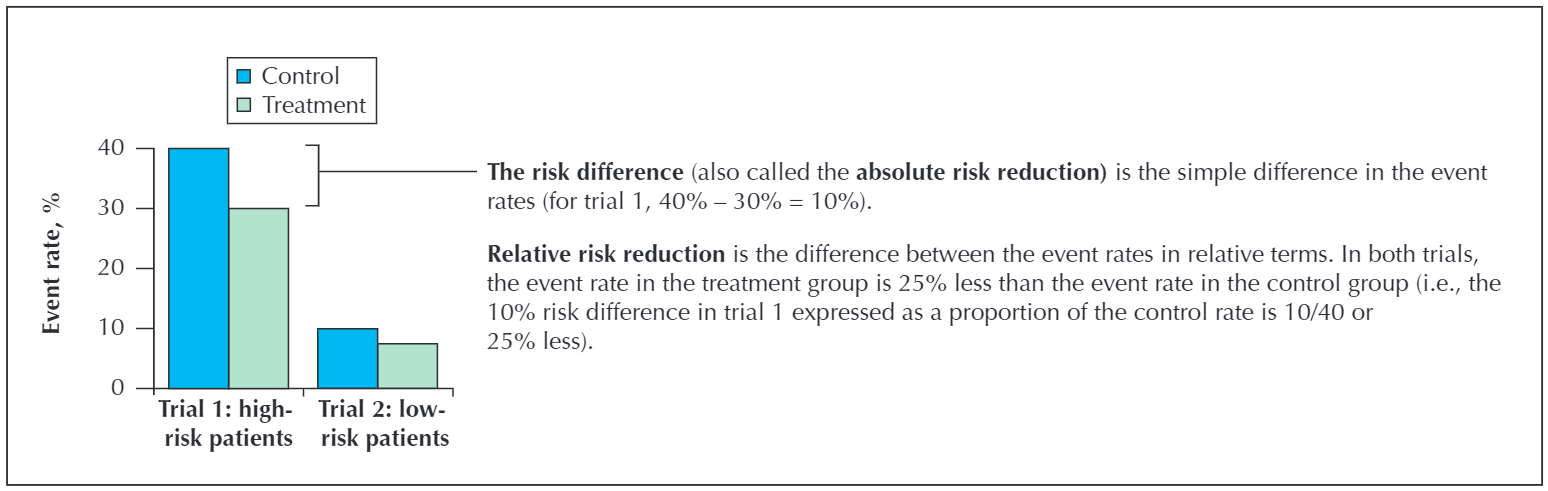 Control
Treatment
40
30
20
10
0
Event rate, %
Trial 1: high-
risk patients
Trial 2: low-
risk patients
The risk difference (also called the absolute risk reduction) is the simple difference in the event
rates (for trial 1, 40% – 30% = 10%).
Relative risk reduction is the difference between the event rates in relative terms. In both trials,
the event rate in the treatment group is 25% less than the event rate in the control group (i.e., the
10% risk difference in trial 1 expressed as a proportion of the control rate is 10/40 or
25% less).